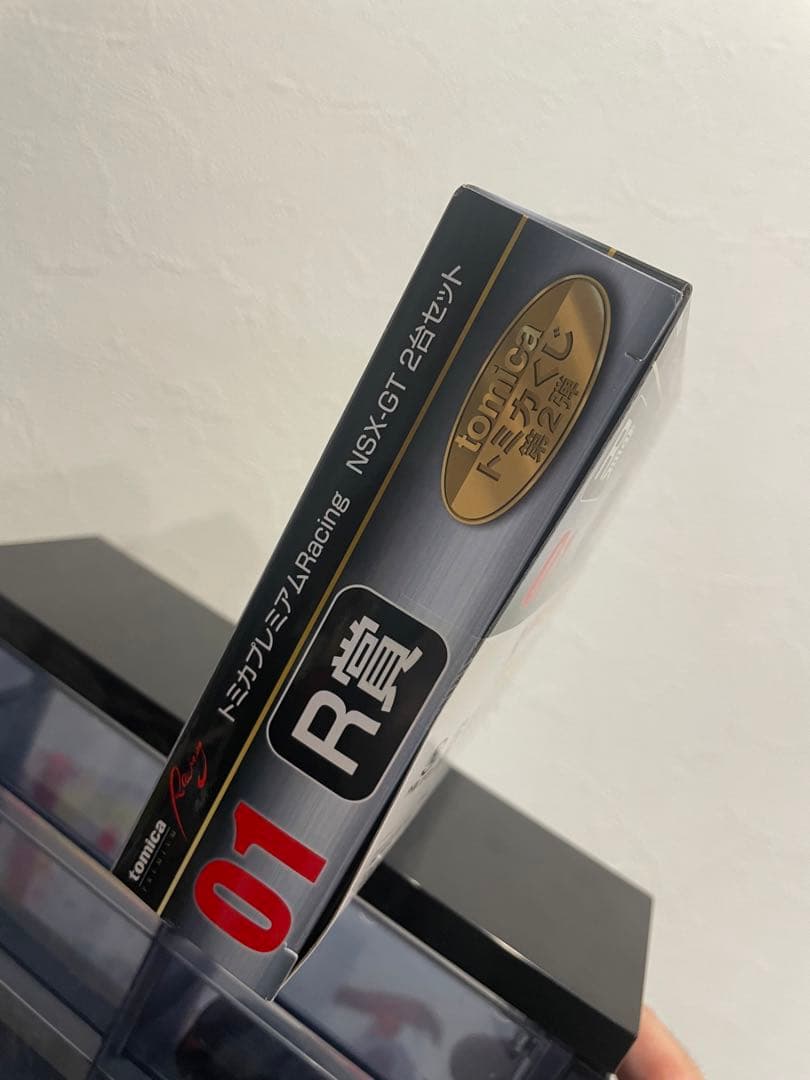 tomica
PREMIUM
Racing
トミカプレミアムRacing NSX-GT 2台セット
01
R賞
tomica
トミカくじ
第2弾